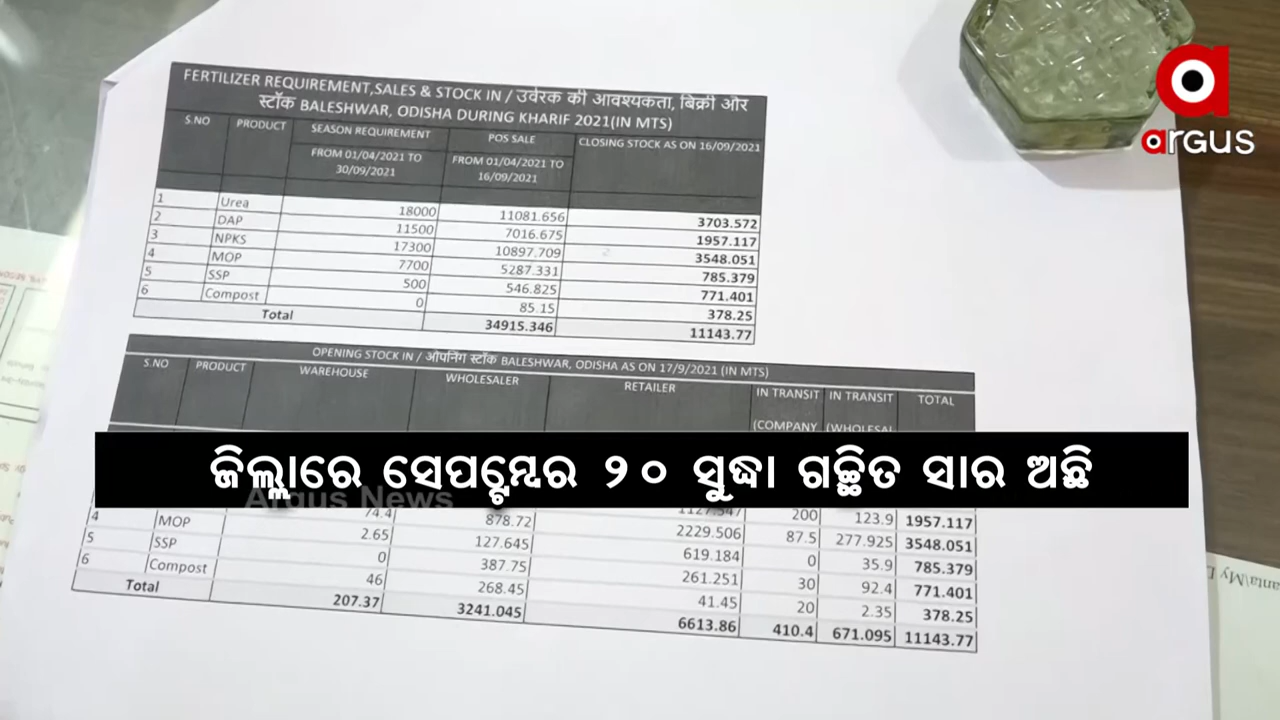 argus
FERTILIZER REQUIREMENT,SALES & STOCK IN / उर्वरक की आवश्यकता, बिक्री और
स्टॉक BALESHWAR, ODISHA DURING KHARIF 2021(IN MTS)
S.NO PRODUCT SEASON REQUIREMENT POS SALE CLOSING STOCK AS ON 16/09/2021
FROM 01/04/2021 TO 30/09/2021 FROM 01/04/2021 TO 16/09/2021
1 Urea 18000 11081.656 3703.572
2 DAP 11500 7016.675 1957.117
3 NPKS 17300 10897.709 3548.051
4 MOP 7700 5287.331 785.379
5 SSP 500 546.825 771.401
6 Compost 0 85.15 378.25
Total 34915.346 11143.77
OPENING STOCK IN / ओपनिंग स्टॉक BALESHWAR, ODISHA AS ON 17/9/2021 (IN MTS)
S.NO PRODUCT WAREHOUSE WHOLESALER RETAILER IN TRANSIT IN TRANSIT TOTAL
(COMPANY (WHOLESAL
ଜିଲ୍ଲାରେ ସେପଟ୍ମେ୍ୱର ୨୦ ସୁଦ୍ଧା ଗଚ୍ଛିତ ସାର ଅଛି
Argus News
74.4 878.72 1127.547 200 123.9 1957.117
4 MOP 2.65 127.645 2229.506 87.5 277.925 3548.051
5 SSP 0 387.75 619.184 0 35.9 785.379
6 Compost 46 268.45 261.251 30 92.4 771.401
41.45 20 2.35 378.25
Total 207.37 3241.045 6613.86 410.4 671.095 11143.77